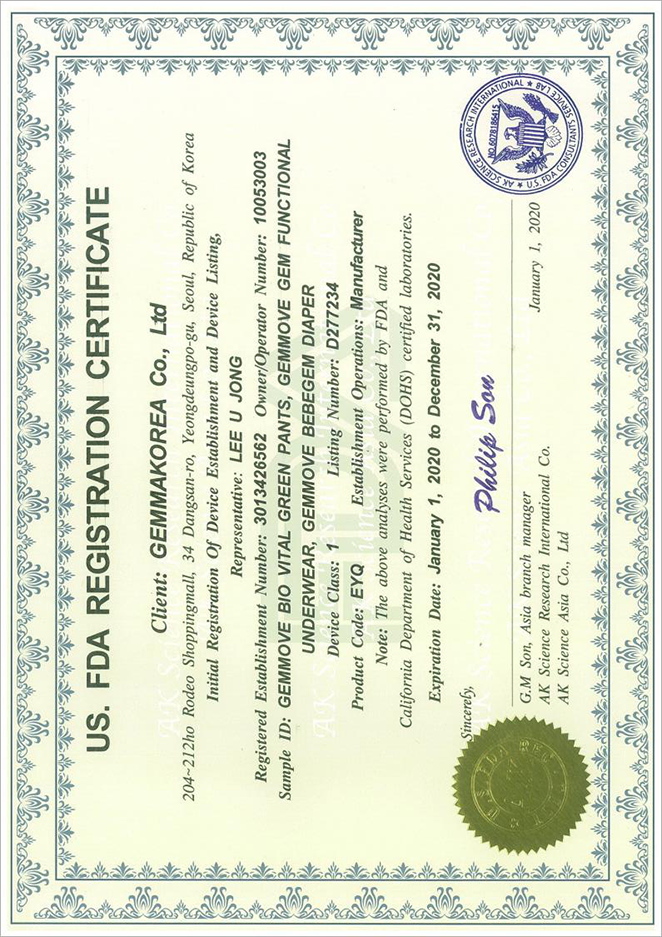 US. FDA REGISTRATION CERTIFICATE
Client: GEMMAKOREA Co., Ltd
204~212ho Rodeo Shoppingmall, 34 Dangsan-ro, Yeongdeungpo-gu, Seoul, Republic of Korea
Initial Registration Of Device Establishment and Device Listing,
Representative: LEE U JONG
Registered Establishment Number: 3013426562 Owner/Operator Number: 10053003
Sample ID: GEMMOVE BIO VITAL GREEN PANTS, GEMMOVE GEM FUNCTIONAL
UNDERWEAR, GEMMOVE BEBEGEM DIAPER
Device Class: 1 Listing Number: D277234
Product Code: EYQ Establishment Operations: Manufacturer
Note: The above analyses were performed by FDA and
California Department of Health Services (DOHS) certified laboratories.
Expiration Date: January 1, 2020 to December 31, 2020
Sincerely,
Philip Son
G.M Son, Asia branch manager
January 1, 2020
AK Science Research International Co.
AK Science Asia Co., Ltd
AK SCIENCE RESEARCH INTERNATIONAL ★ U.S. FDA CONSULTANTS SERVICE LAB ★
NO.6078186415